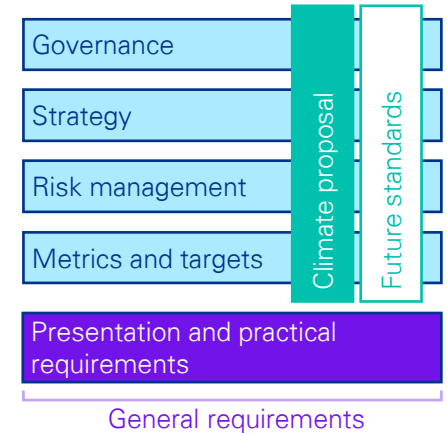 Governance
Strategy
Risk management
Metrics and targets
Climate proposal
Future standards
Presentation and practical
requirements
General requirements